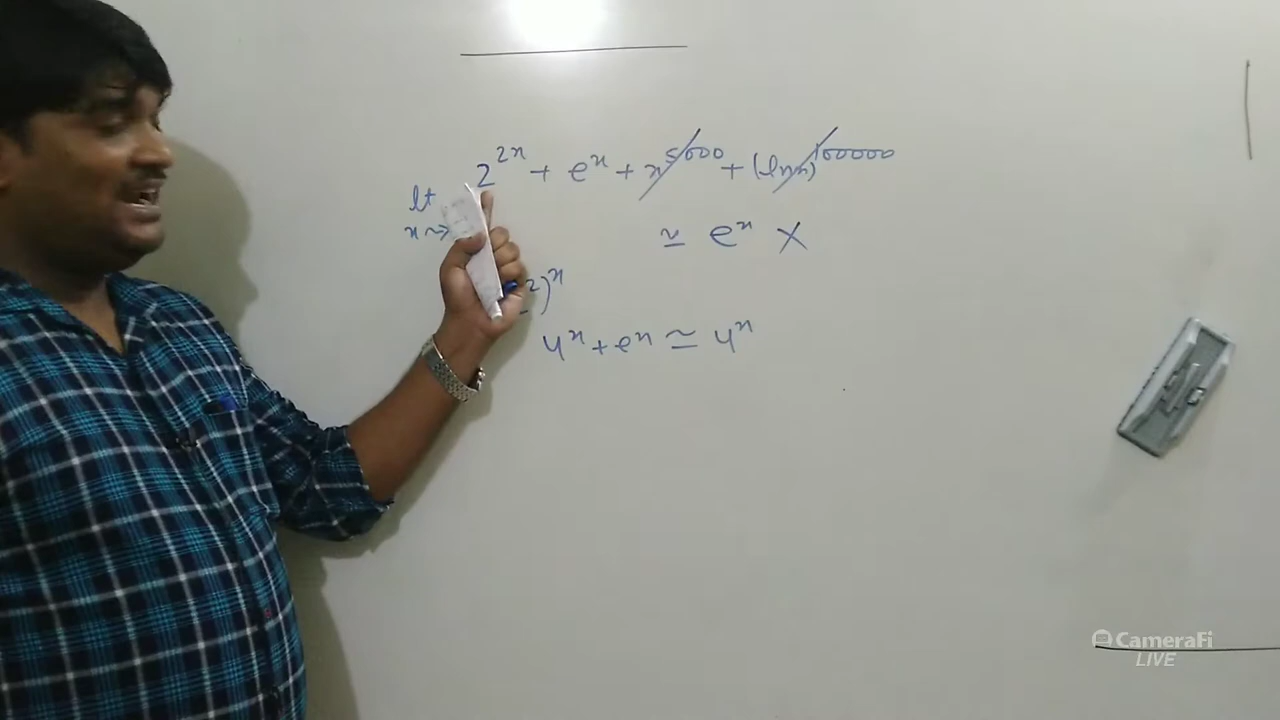 lt 2^{2x} + e^x + x^{5000} + (ln x)^{100000}
x→
≃ e^x X
2)^x
4^x + e^x ≃ 4^x
CameraFi
LIVE